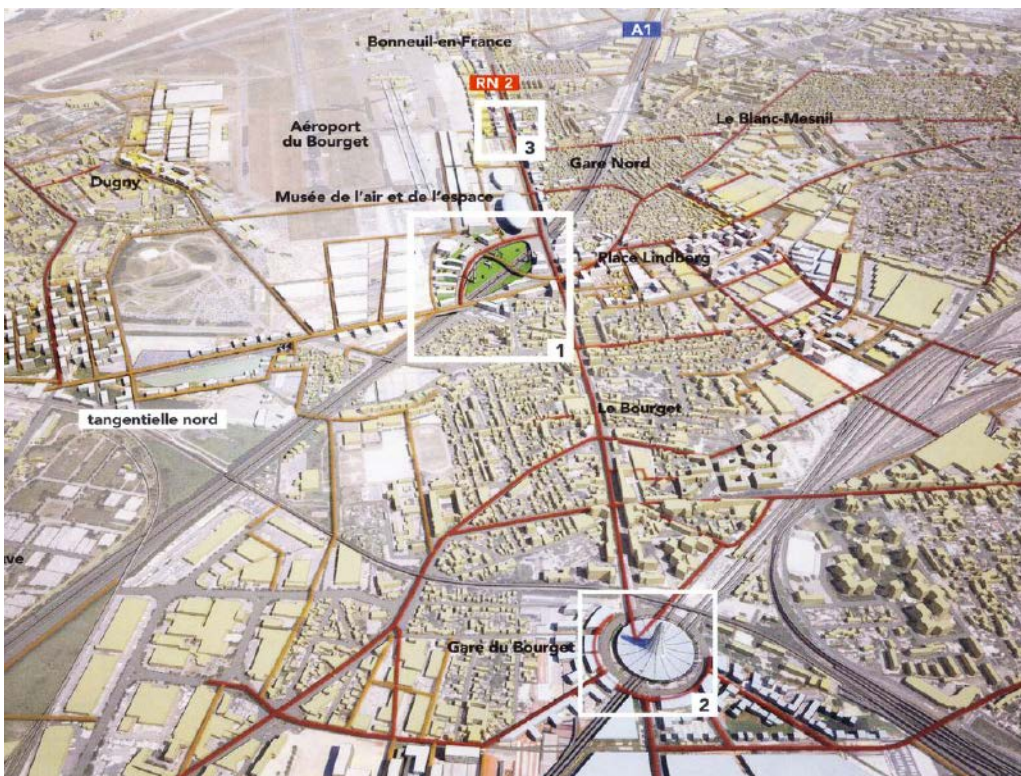 A1
Bonneuil-en-France
RN 2
Le Blanc-Mesnil
Aéroport
du Bourget
3
Gare Nord
Dugny
Musée de l'air et de l'espace
Place Lindberg
1
Le Bourget
tangentielle nord
ve
Gare du Bourget
2